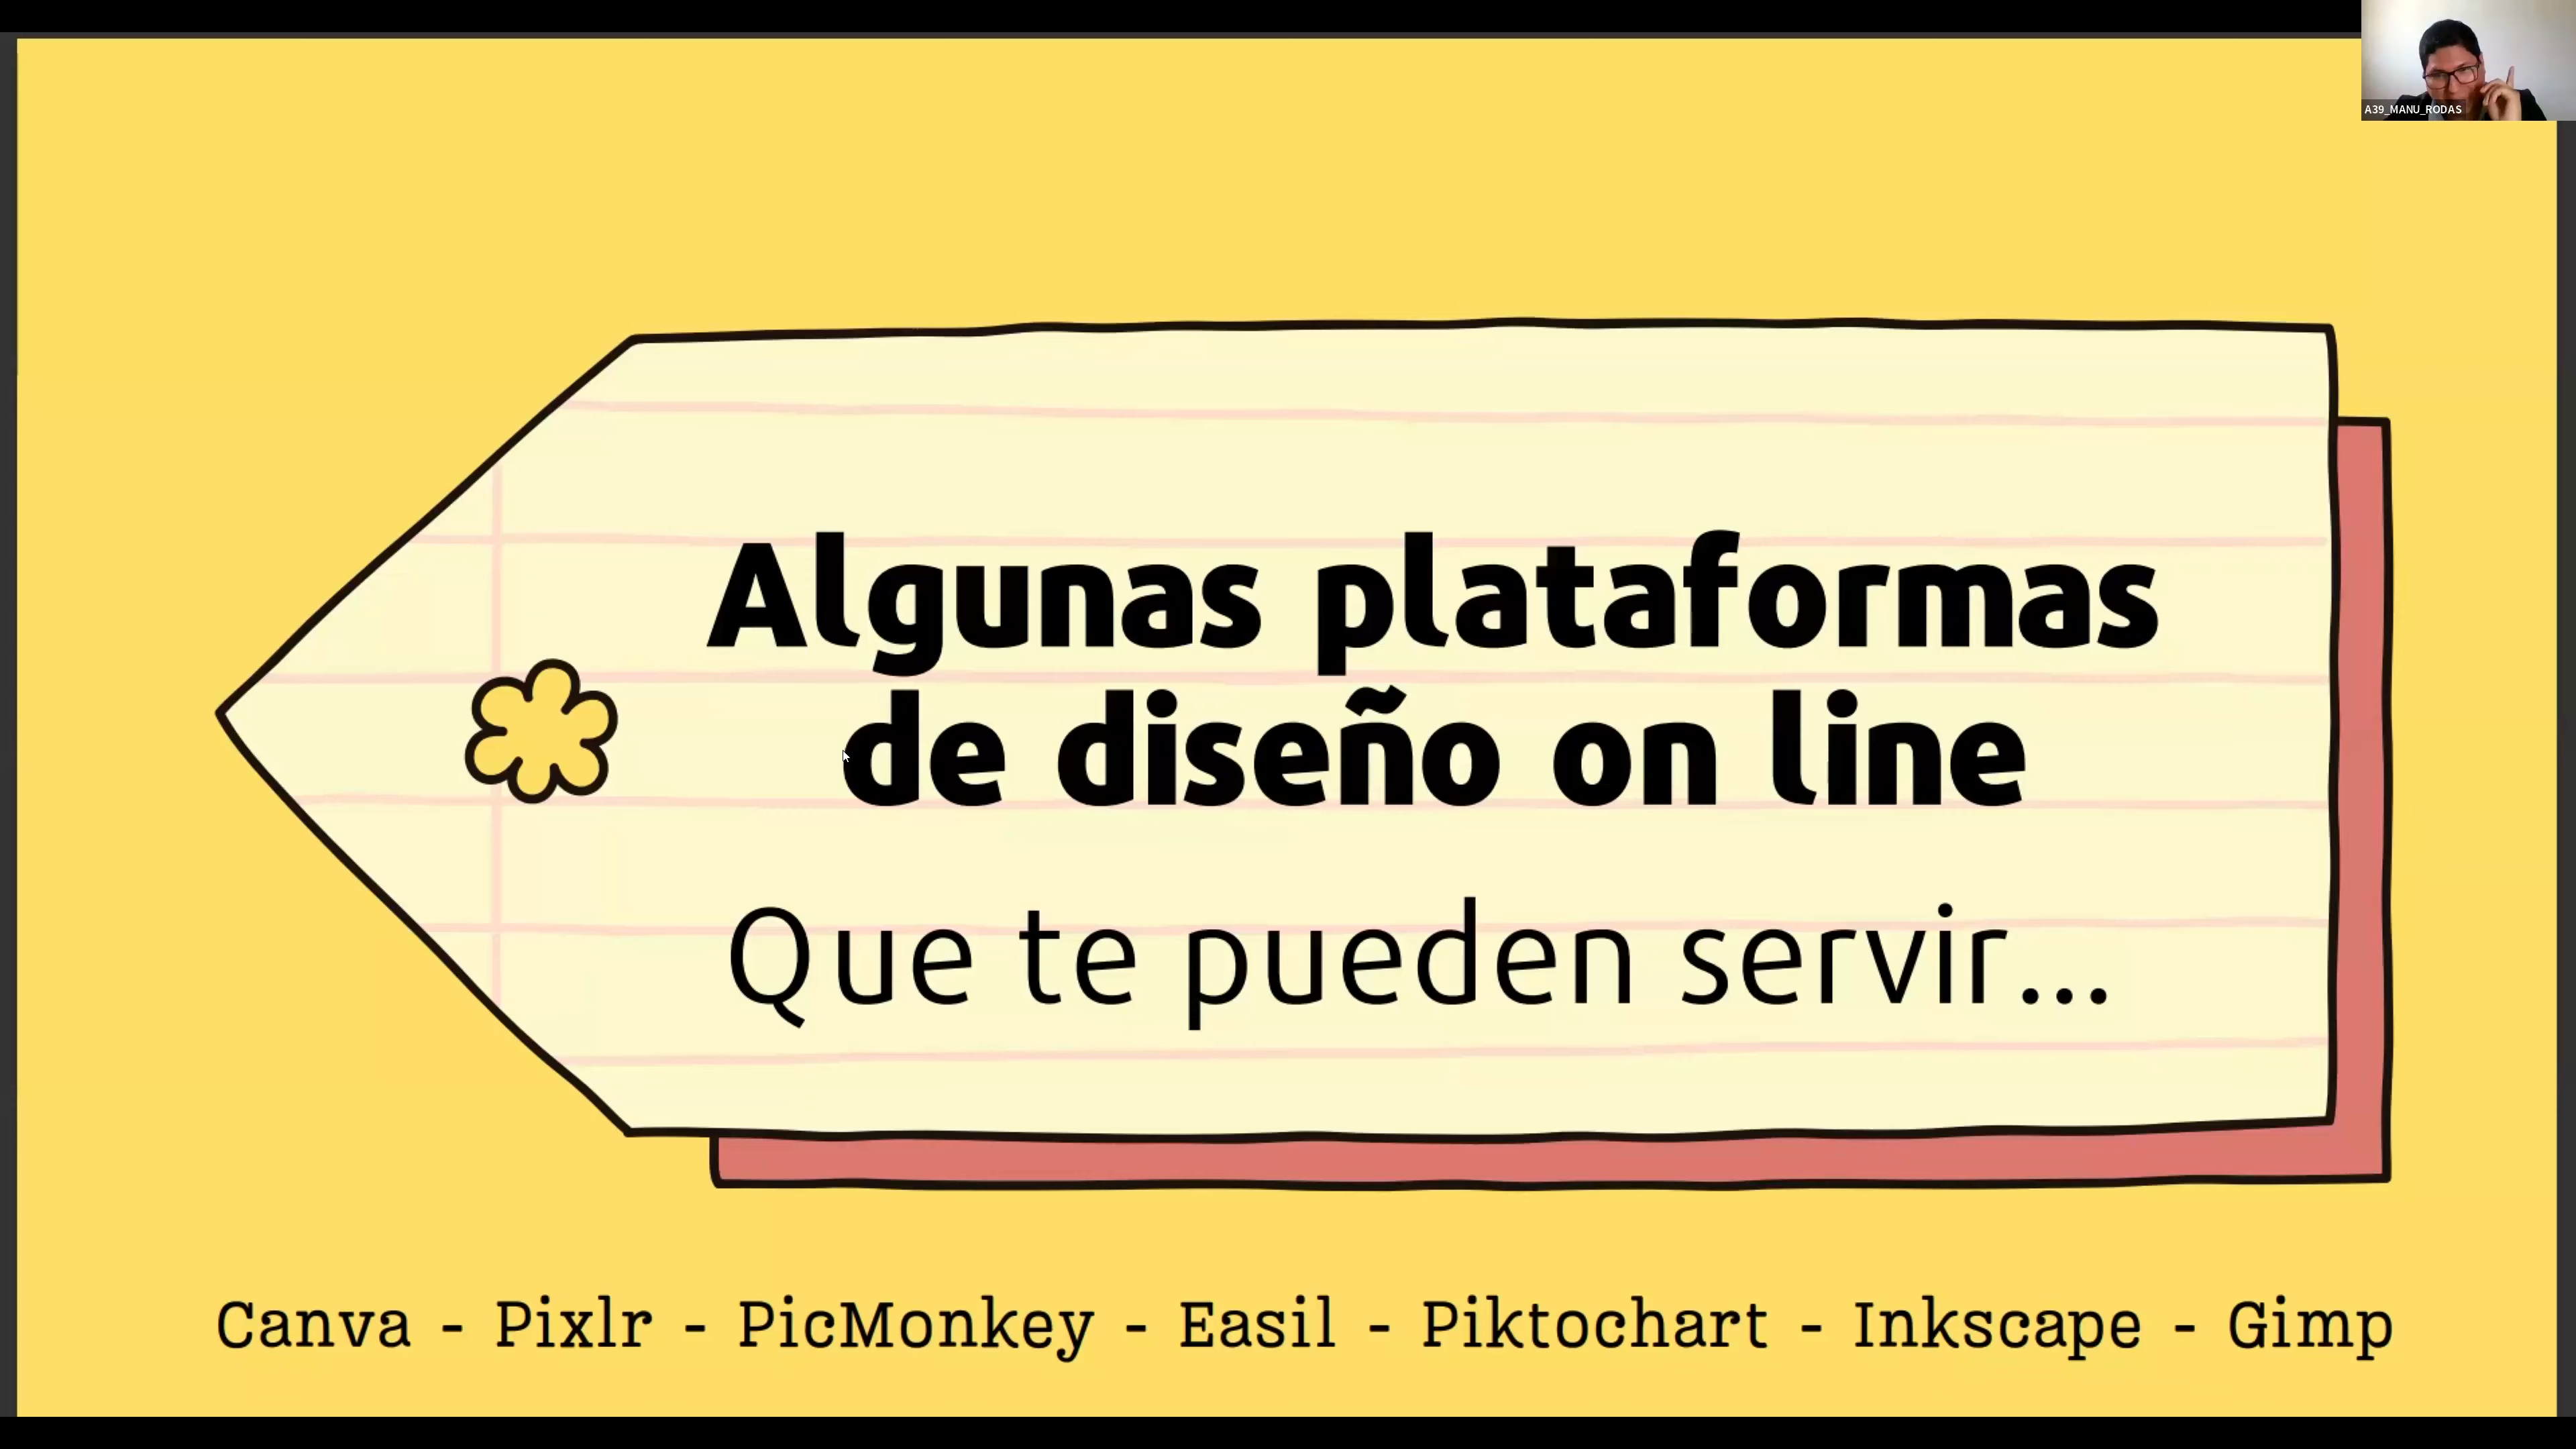 A39_MANU_RODAS
Algunas plataformas
de diseño on line
Que te pueden servir...
Canva - Pixlr - PicMonkey - Easil - Piktochart - Inkscape - Gimp